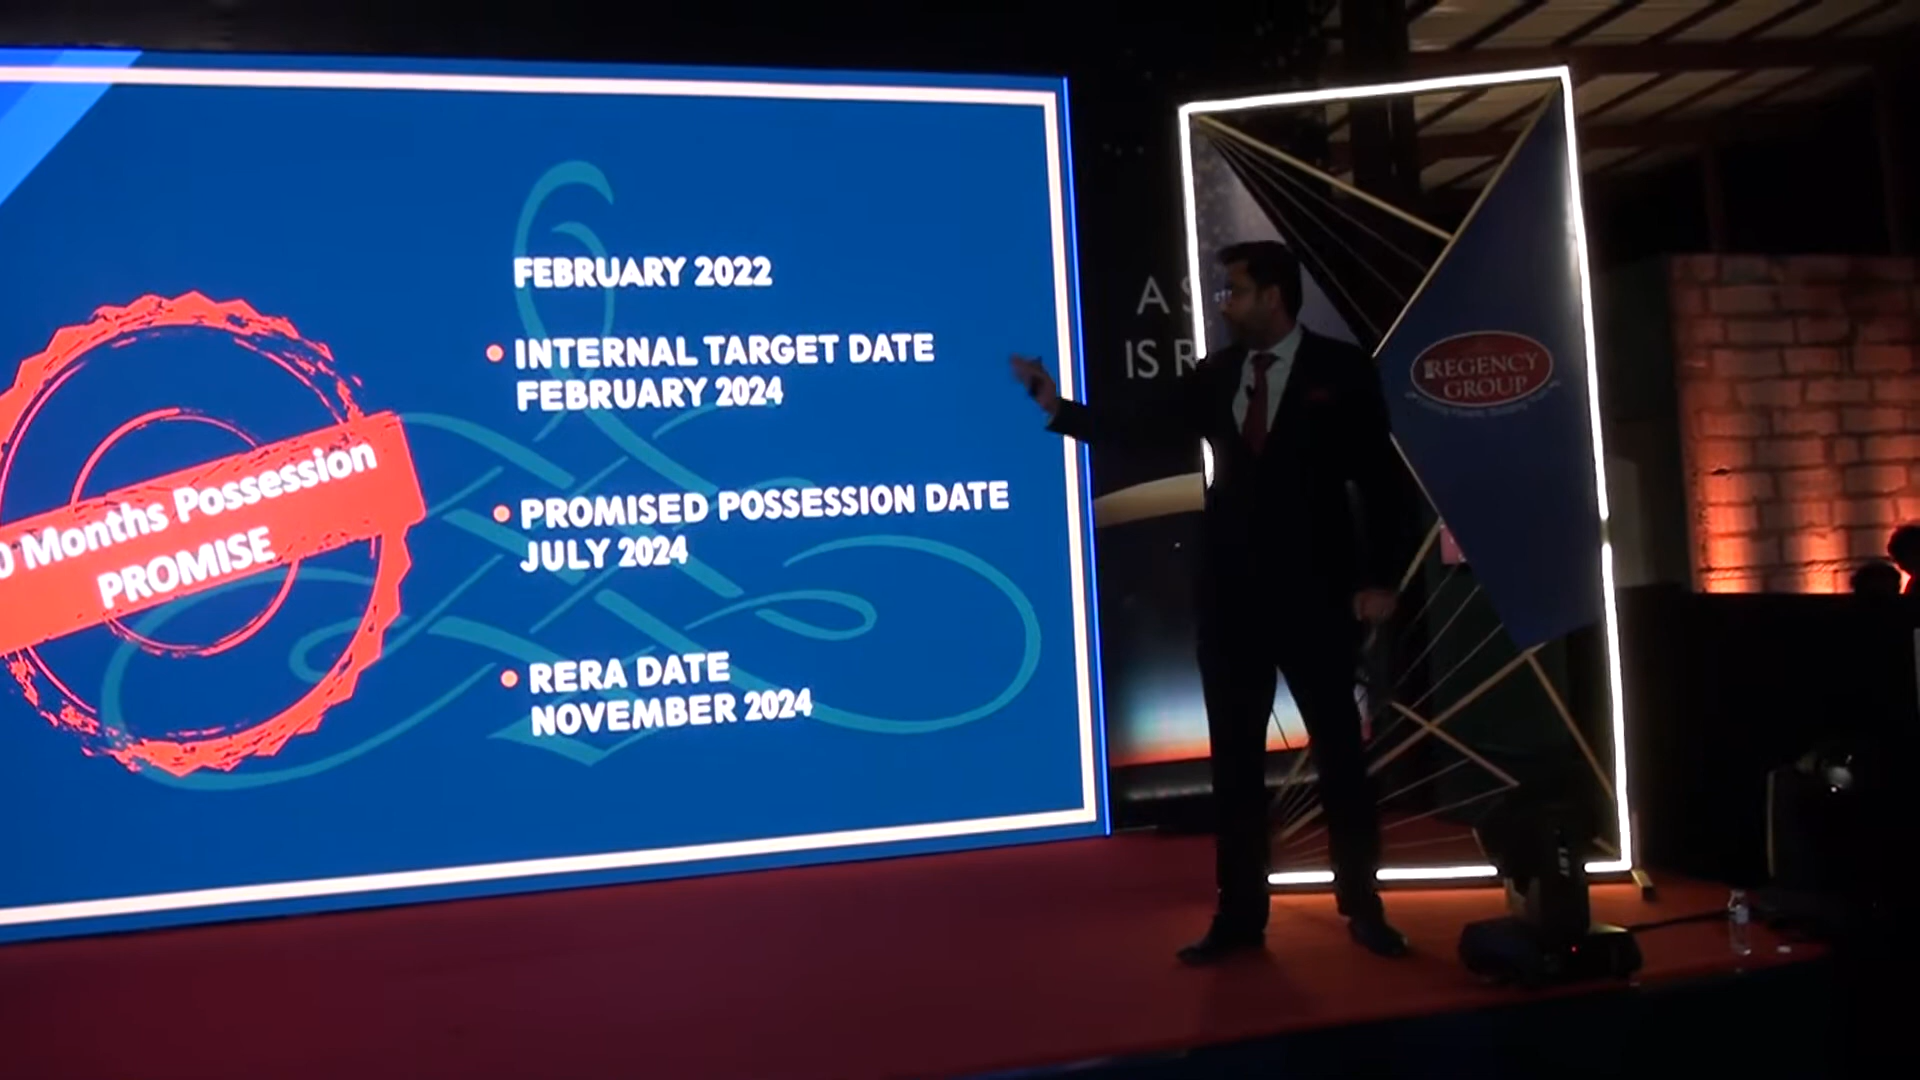 FEBRUARY 2022
INTERNAL TARGET DATE
FEBRUARY 2024
PROMISED POSSESSION DATE
JULY 2024
RERA DATE
NOVEMBER 2024
0 Months Possession
PROMISE
A S
IS R
REGENCY
GROUP